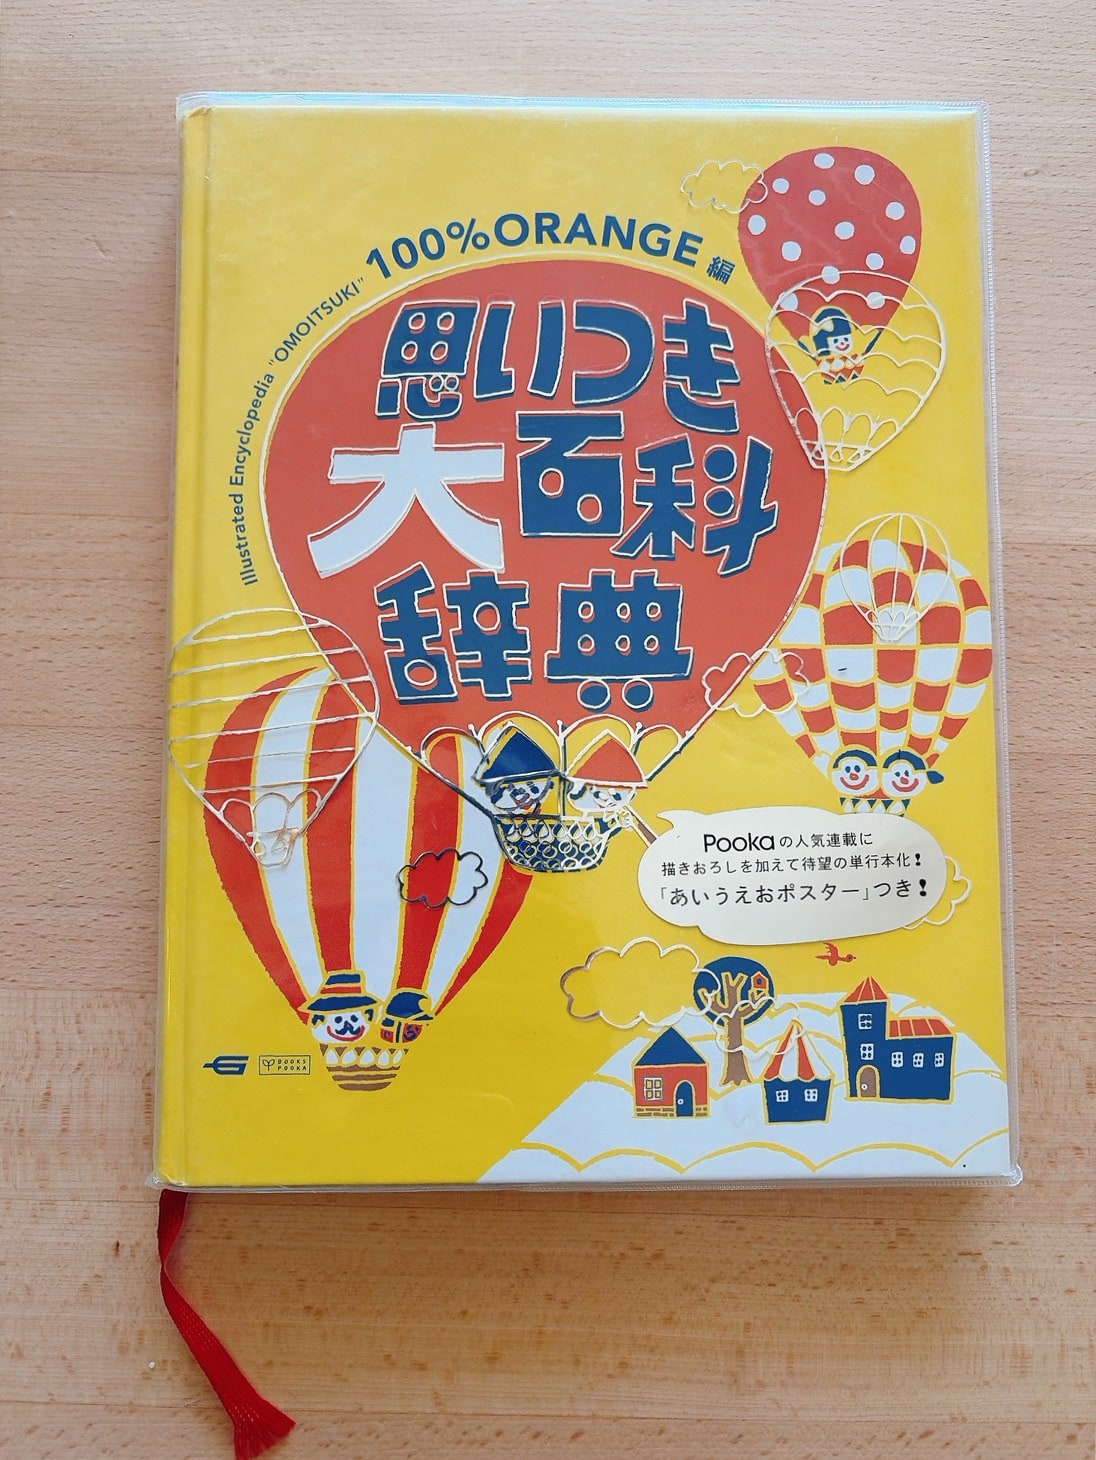 Illustrated Encyclopedia "OMOITSUKI" 100%ORANGE 編
思いつき
大百科
辞典
Pookaの人気連載に
描きおろしを加えて待望の単行本化!
「あいうえおポスター」つき!
BOOKS
POOKA